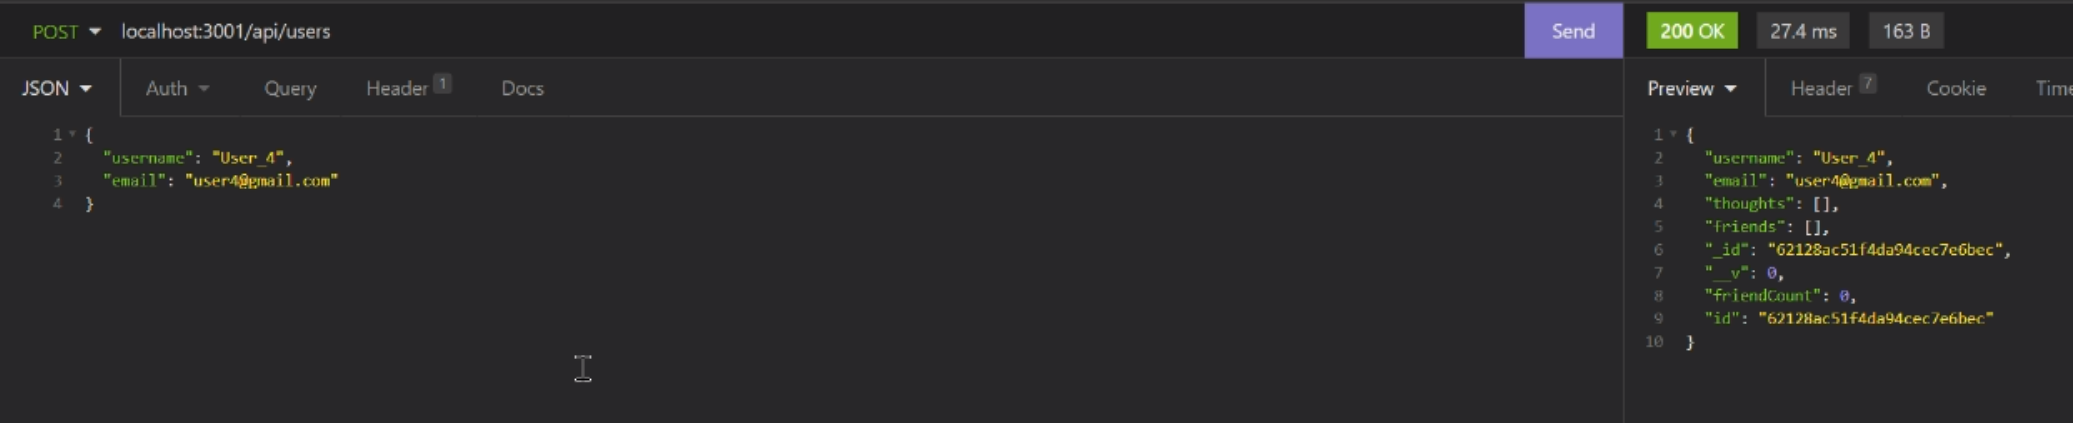 POST localhost:3001/api/users Send 200 OK 27.4 ms 163 B
JSON Auth Query Header 1 Docs Preview Header 7 Cookie Time
1 {
2 "username": "User_4",
3 "email": "user4@gmail.com"
4 }
1 {
2 "username": "User_4",
3 "email": "user4@gmail.com",
4 "thoughts": [],
5 "friends": [],
6 "_id": "62128ac51f4da94cec7e6bec",
7 "__v": 0,
8 "friendCount": 0,
9 "id": "62128ac51f4da94cec7e6bec"
10 }